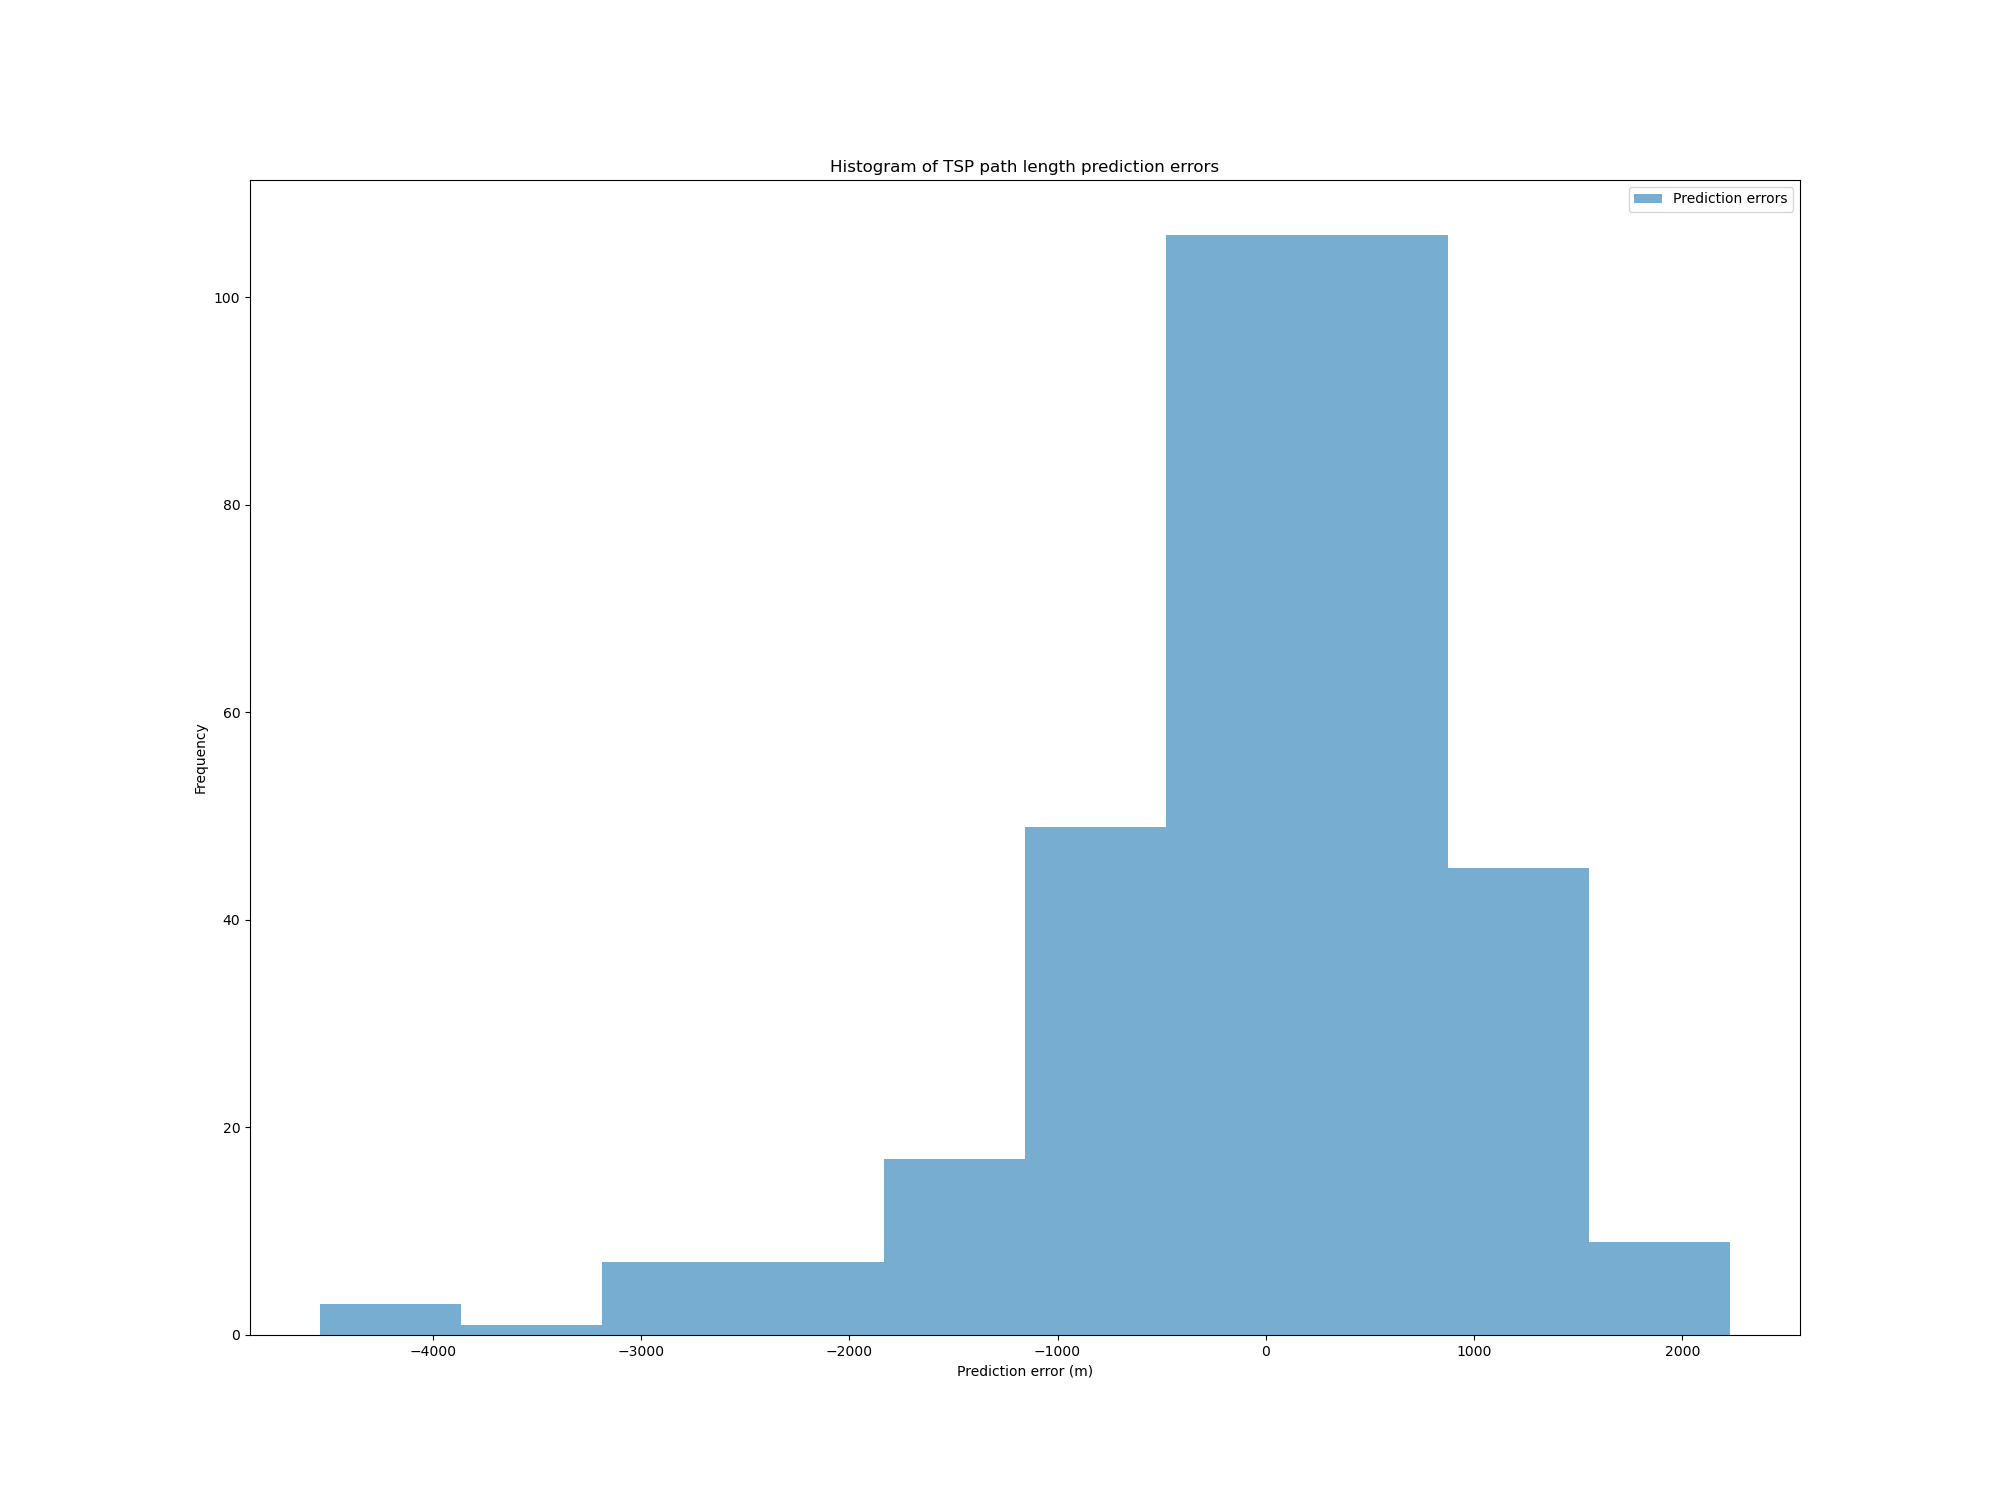 Histogram of TSP path length prediction errors
Prediction errors
100
80
60
40
20
0
Frequency
−4000 −3000 −2000 −1000 0 1000 2000
Prediction error (m)